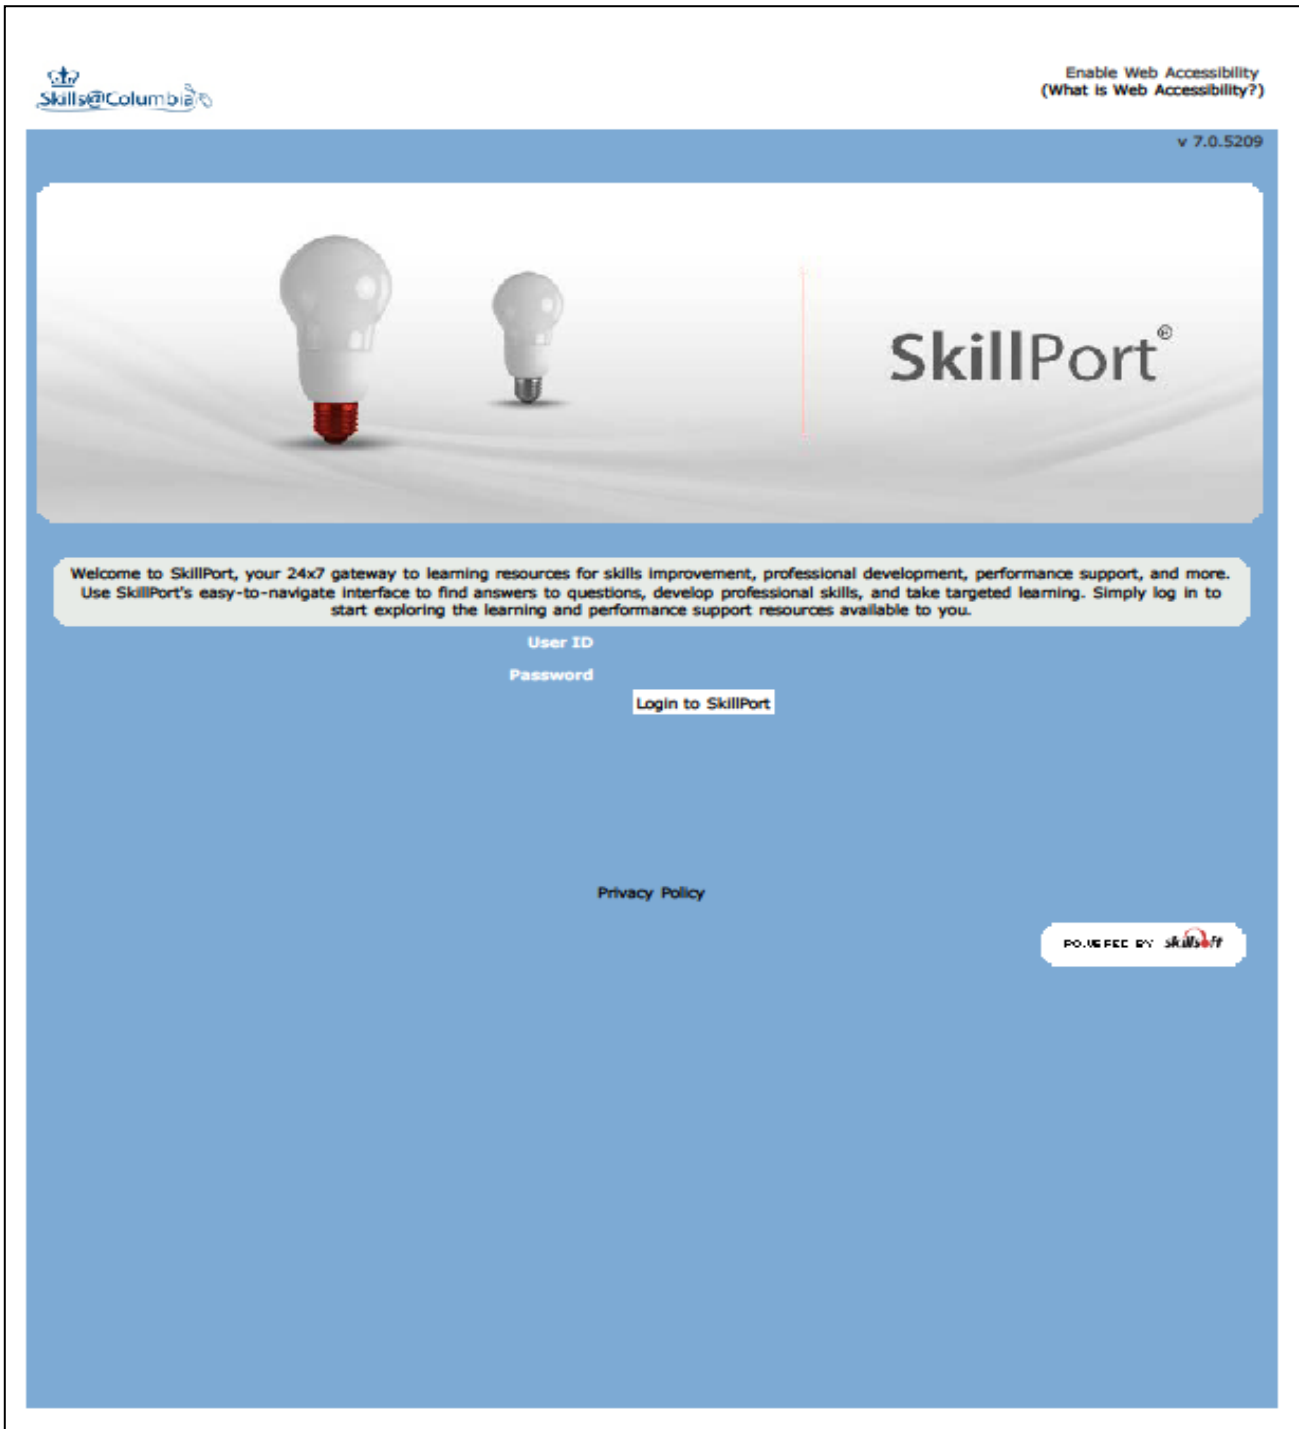 Skills@Columbia
Enable Web Accessibility
(What is Web Accessibility?)
v 7.0.5209
SkillPort®
Welcome to SkillPort, your 24x7 gateway to learning resources for skills improvement, professional development, performance support, and more.
Use SkillPort's easy-to-navigate interface to find answers to questions, develop professional skills, and take targeted learning. Simply log in to
start exploring the learning and performance support resources available to you.
User ID
Password
Login to SkillPort
Privacy Policy
POWERED BY skillsoft